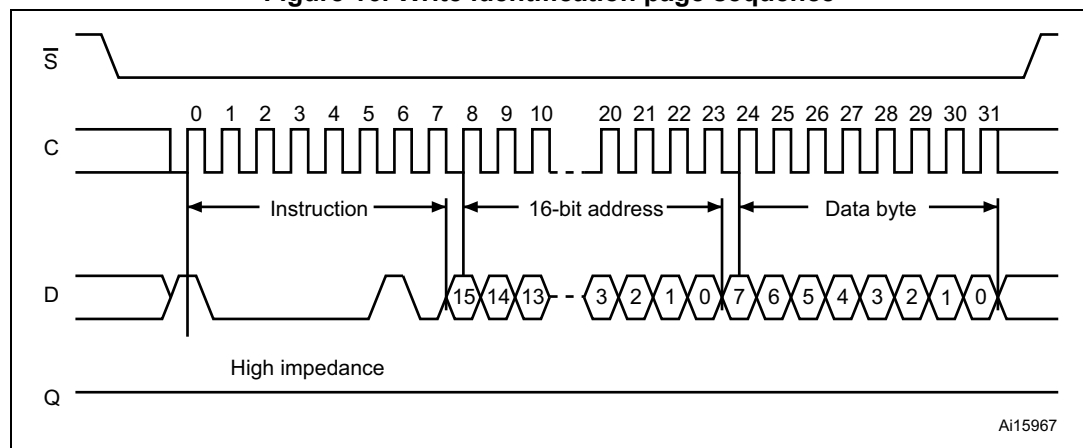 Figure 16. Write identification page sequence
S
0 1 2 3 4 5 6 7 8 9 10 20 21 22 23 24 25 26 27 28 29 30 31
C
Instruction 16-bit address Data byte
D 15 14 13 3 2 1 0 7 6 5 4 3 2 1 0
High impedance
Q
Ai15967